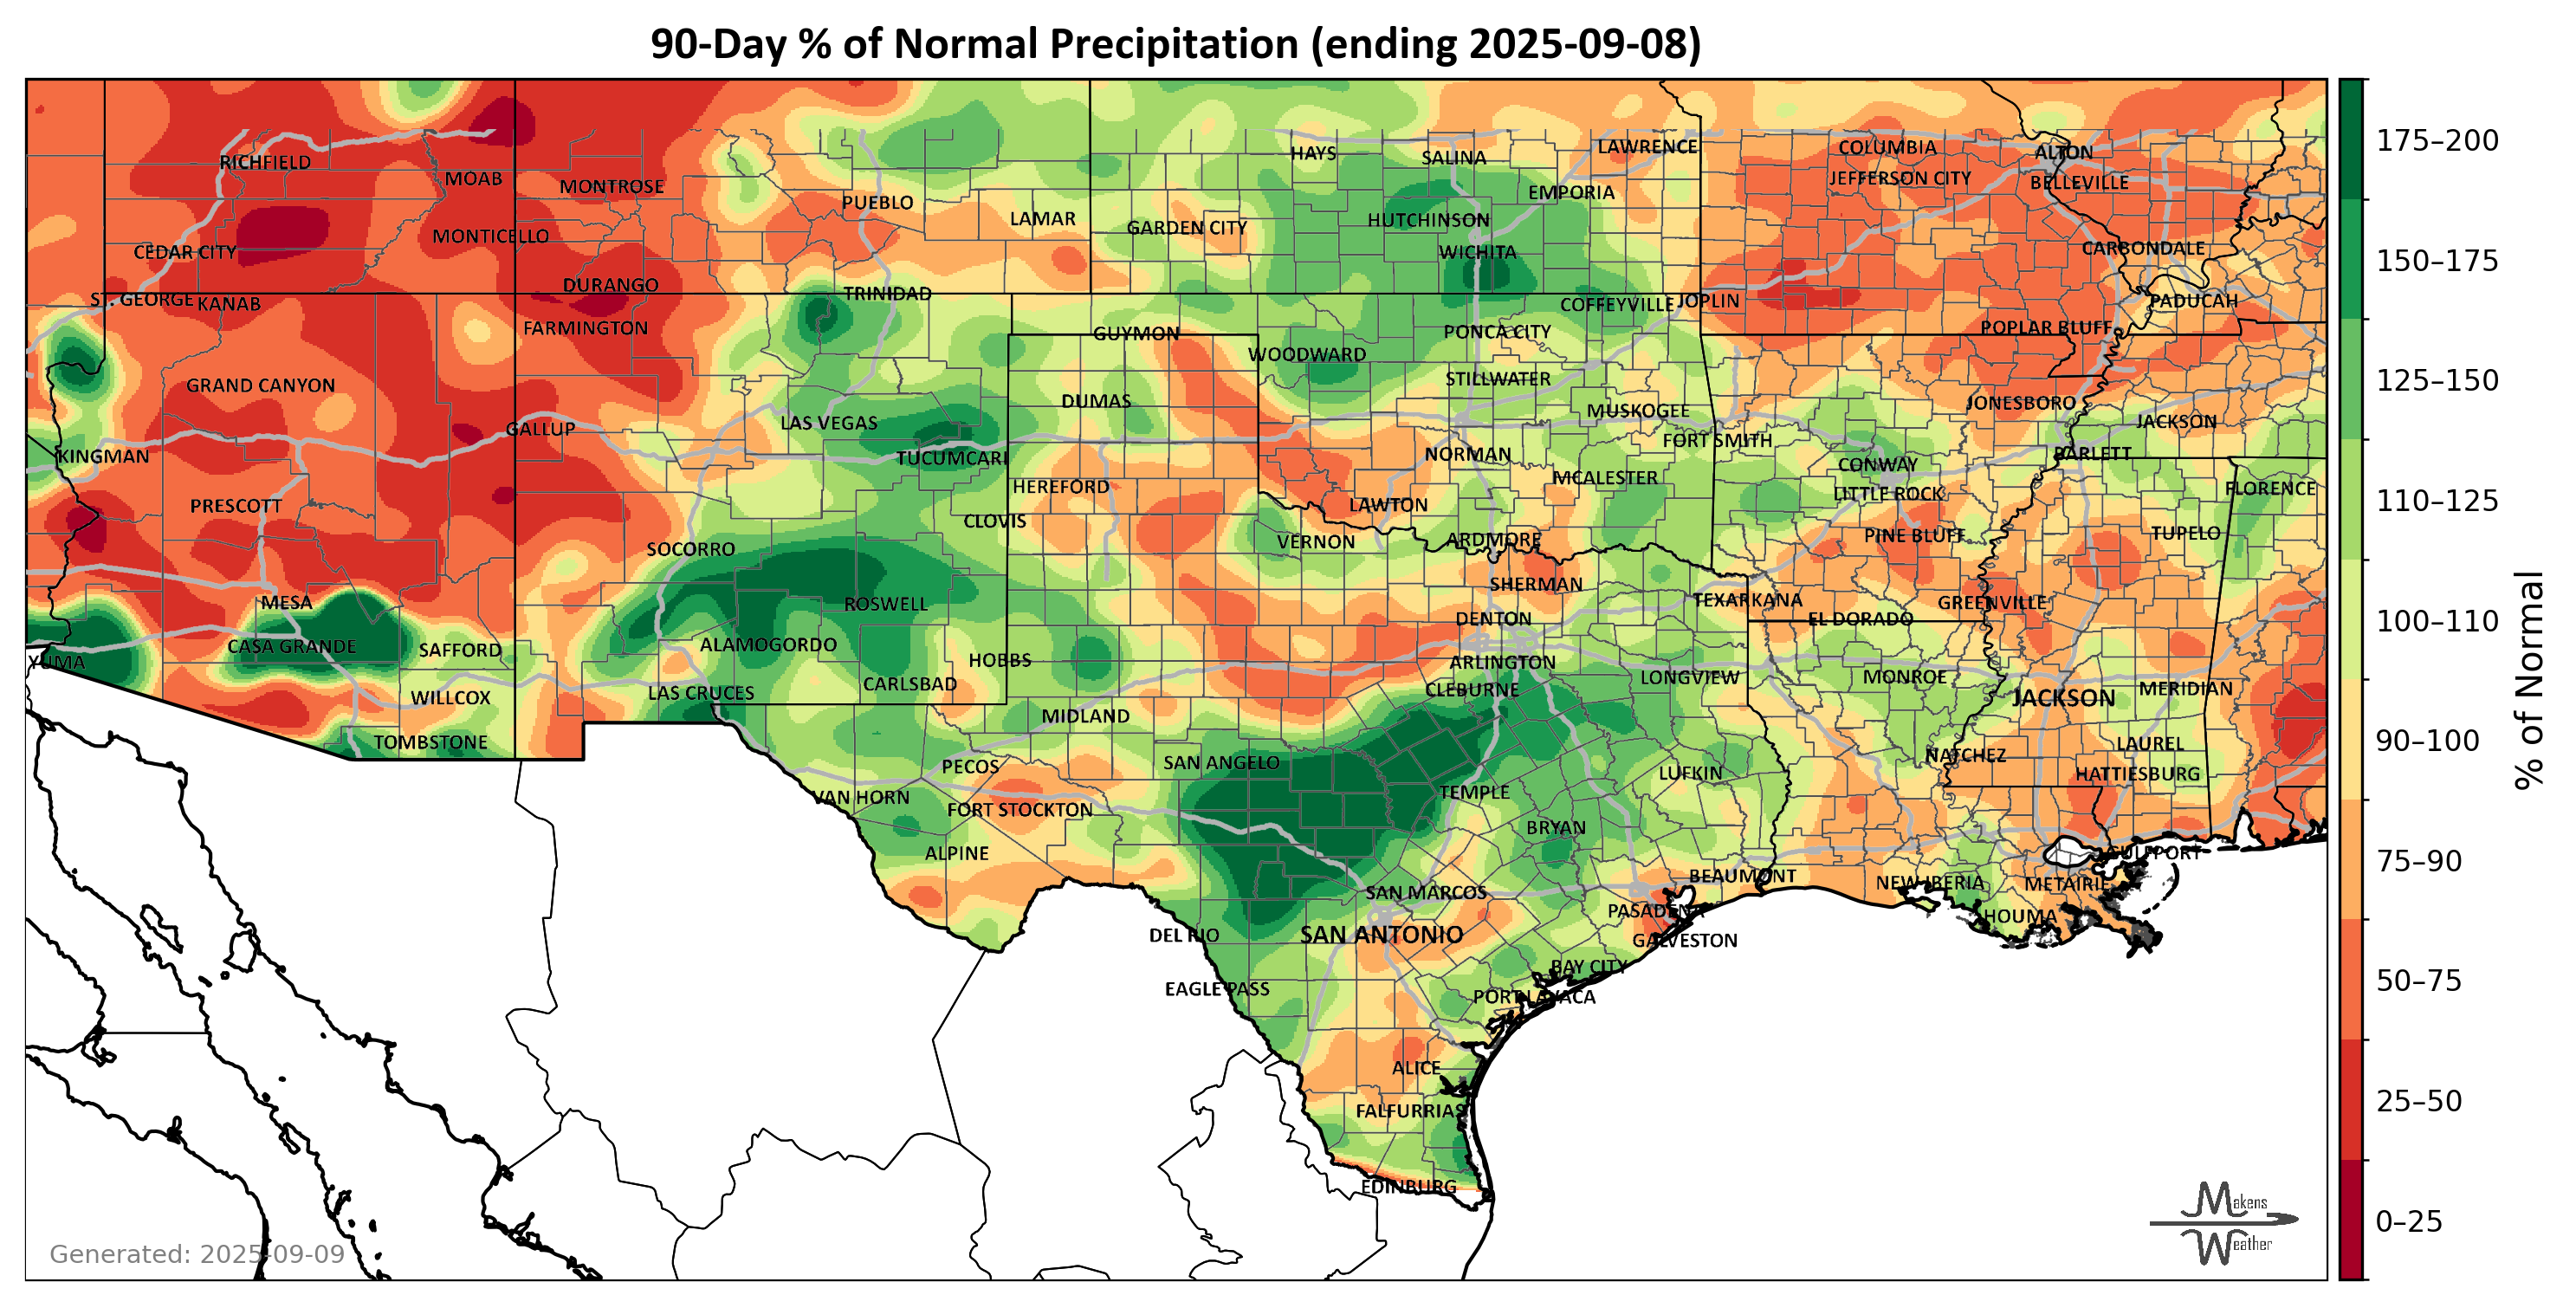 90-Day % of Normal Precipitation (ending 2025-09-08)
HAYS
SALINA
LAWRENCE
COLUMBIA
ALTON
RICHFIELD
MOAB
MONTROSE
JEFFERSON CITY
BELLEVILLE
PUEBLO
EMPORIA
LAMAR
GARDEN CITY
HUTCHINSON
MONTICELLO
CEDAR CITY
WICHITA
CARBONDALE
DURANGO
TRINIDAD
ST. GEORGE
KANAB
COFFEYVILLE
JOPLIN
PADUCAH
FARMINGTON
GUYMON
PONCA CITY
POPLAR BLUFF
WOODWARD
GRAND CANYON
STILLWATER
DUMAS
MUSKOGEE
JONESBORO
LAS VEGAS
JACKSON
GALLUP
FORT SMITH
KINGMAN
TUCUMCARI
NORMAN
BARLETT
CONWAY
HEREFORD
MCALESTER
FLORENCE
PRESCOTT
LAWTON
LITTLE ROCK
CLOVIS
SOCORRO
VERNON
ARDMORE
PINE BLUFF
TUPELO
SHERMAN
MESA
ROSWELL
TEXARKANA
GREENVILLE
DENTON
EL DORADO
CASA GRANDE
SAFFORD
ALAMOGORDO
YUMA
HOBBS
ARLINGTON
LONGVIEW
MONROE
WILLCOX
LAS CRUCES
CARLSBAD
CLEBURNE
JACKSON
MERIDIAN
MIDLAND
TOMBSTONE
NATCHEZ
LAUREL
PECOS
SAN ANGELO
LUFKIN
HATTIESBURG
VAN HORN
FORT STOCKTON
TEMPLE
BRYAN
ALPINE
GULFPORT
BEAUMONT
SAN MARCOS
NEW IBERIA
METAIRIE
PASADENA
HOUMA
DEL RIO
SAN ANTONIO
GALVESTON
BAY CITY
EAGLE PASS
PORT LAVACA
ALICE
FALFURRIAS
EDINBURG
175–200
150–175
125–150
110–125
100–110
90–100
75–90
50–75
25–50
0–25
% of Normal
Generated: 2025-09-09
Makens
Weather